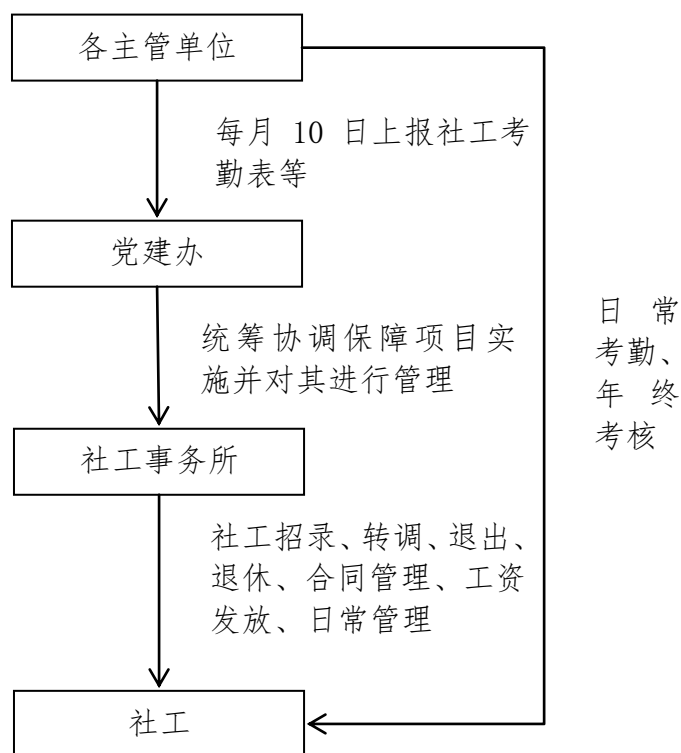 各主管单位
每月 10 日上报社工考
勤表等
党建办
统筹协调保障项目实
施并对其进行管理
日 常
考勤、
年 终
考核
社工事务所
社工招录、转调、退出、
退休、合同管理、工资
发放、日常管理
社工